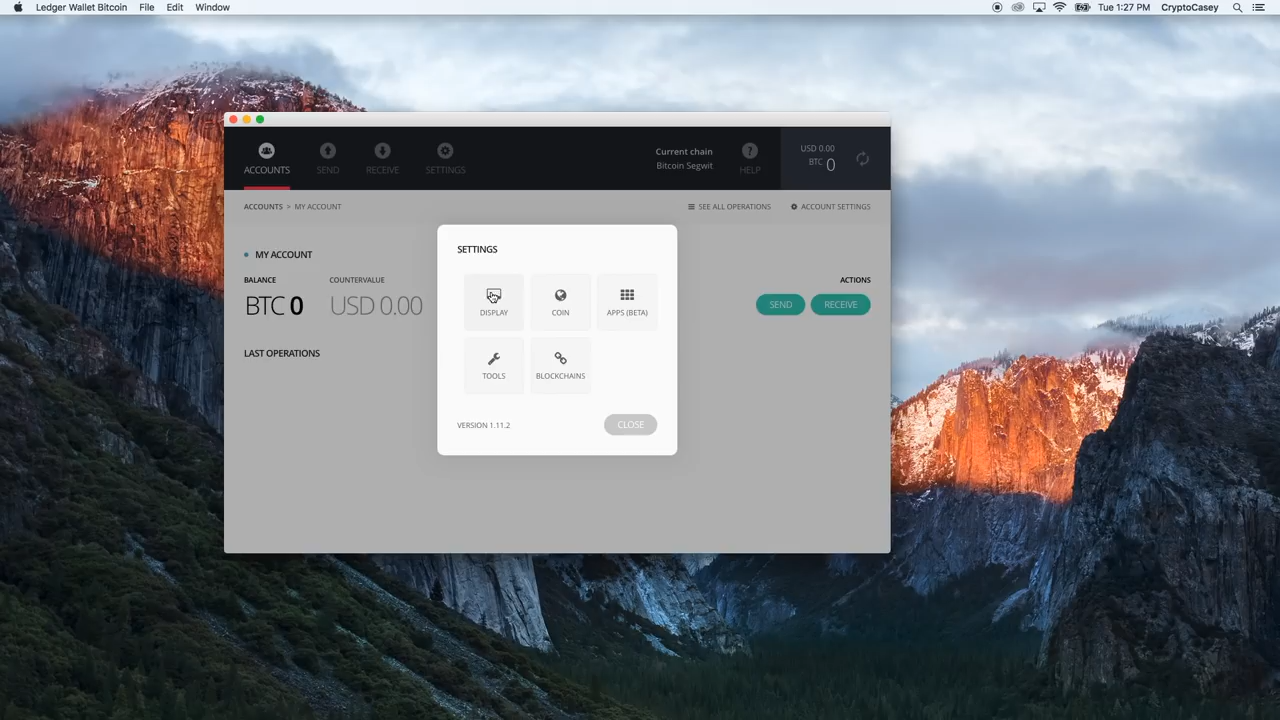 Ledger Wallet Bitcoin File Edit Window Tue 1:27 PM CryptoCasey
ACCOUNTS SEND RECEIVE SETTINGS Current chain Bitcoin Segwit ? HELP USD 0.00 BTC 0
ACCOUNTS > MY ACCOUNT SEE ALL OPERATIONS ACCOUNT SETTINGS
MY ACCOUNT
BALANCE COUNTERVALUE ACTIONS
BTC 0 USD 0.00 SEND RECEIVE
LAST OPERATIONS
SETTINGS
DISPLAY COIN APPS (BETA)
TOOLS BLOCKCHAINS
VERSION 1.11.2 CLOSE